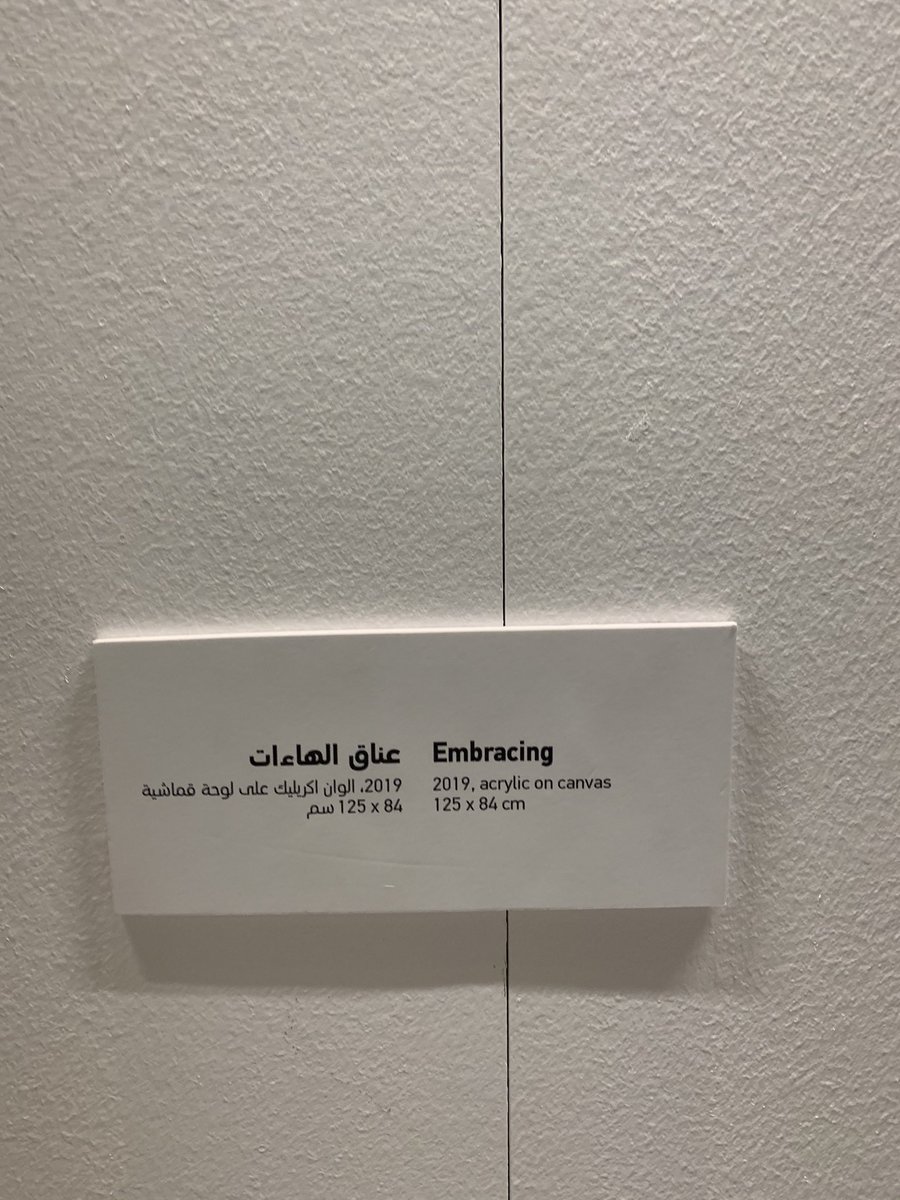 عناق الهاءات
2019، الوان اكريليك على لوحة قماشية
125 x 84 سم
Embracing
2019, acrylic on canvas
125 x 84 cm